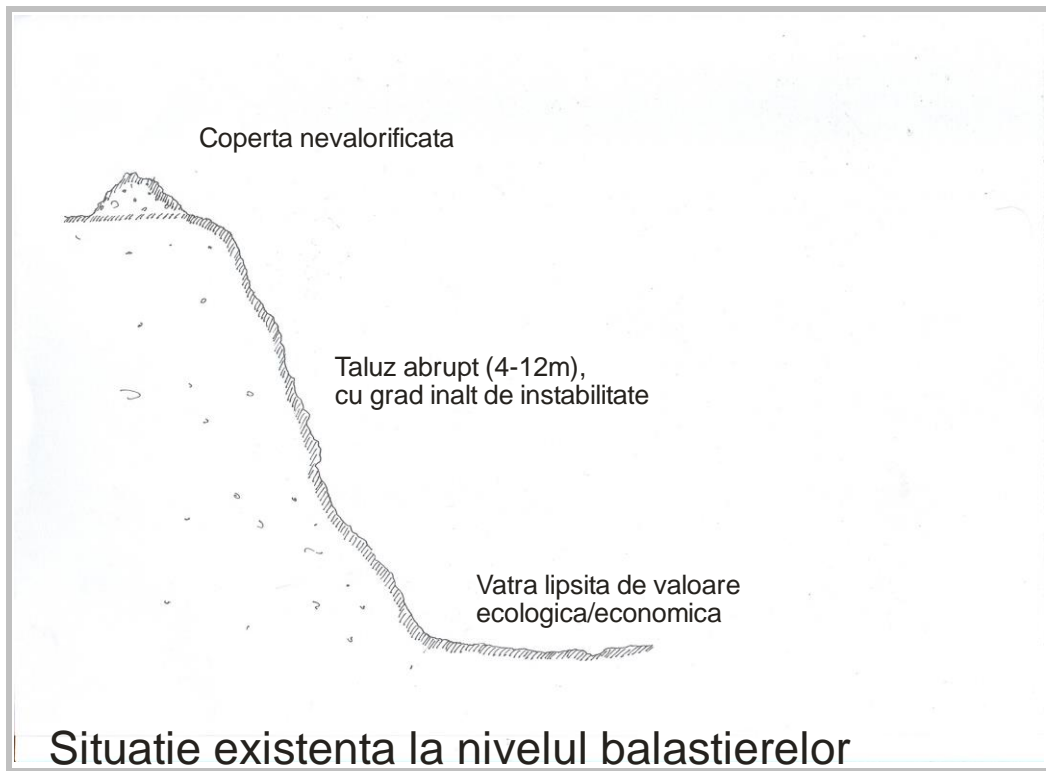 Coperta nevalorificata
Taluz abrupt (4-12m),
cu grad inalt de instabilitate
Vatra lipsita de valoare
ecologica/economica
Situatie existenta la nivelul balastierelor